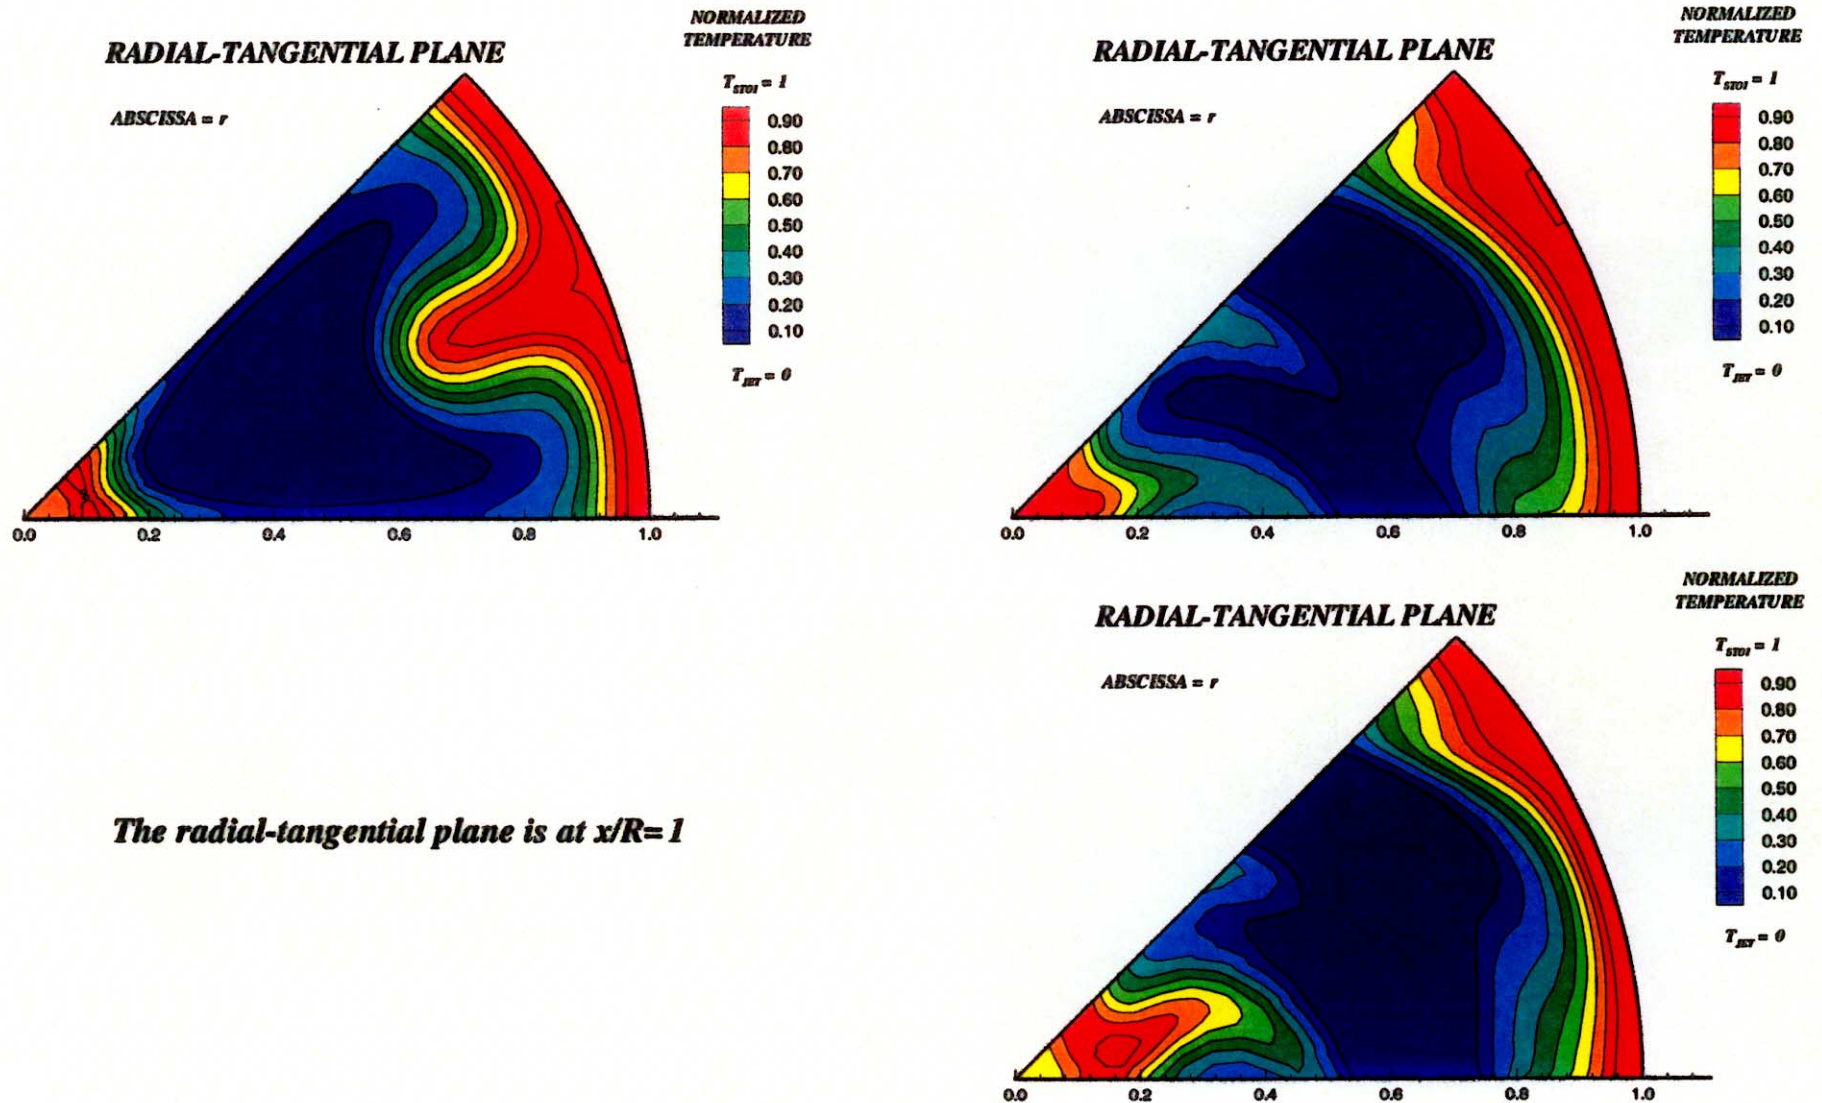 NORMALIZED
TEMPERATURE
RADIAL-TANGENTIAL PLANE
T_STOI = 1
ABSCISSA = r
0.90
0.80
0.70
0.60
0.50
0.40
0.30
0.20
0.10
T_JET = 0
0.0 0.2 0.4 0.6 0.8 1.0
NORMALIZED
TEMPERATURE
RADIAL-TANGENTIAL PLANE
T_STOI = 1
ABSCISSA = r
0.90
0.80
0.70
0.60
0.50
0.40
0.30
0.20
0.10
T_JET = 0
0.0 0.2 0.4 0.6 0.8 1.0
The radial-tangential plane is at x/R=1
NORMALIZED
TEMPERATURE
RADIAL-TANGENTIAL PLANE
T_STOI = 1
ABSCISSA = r
0.90
0.80
0.70
0.60
0.50
0.40
0.30
0.20
0.10
T_JET = 0
0.0 0.2 0.4 0.6 0.8 1.0